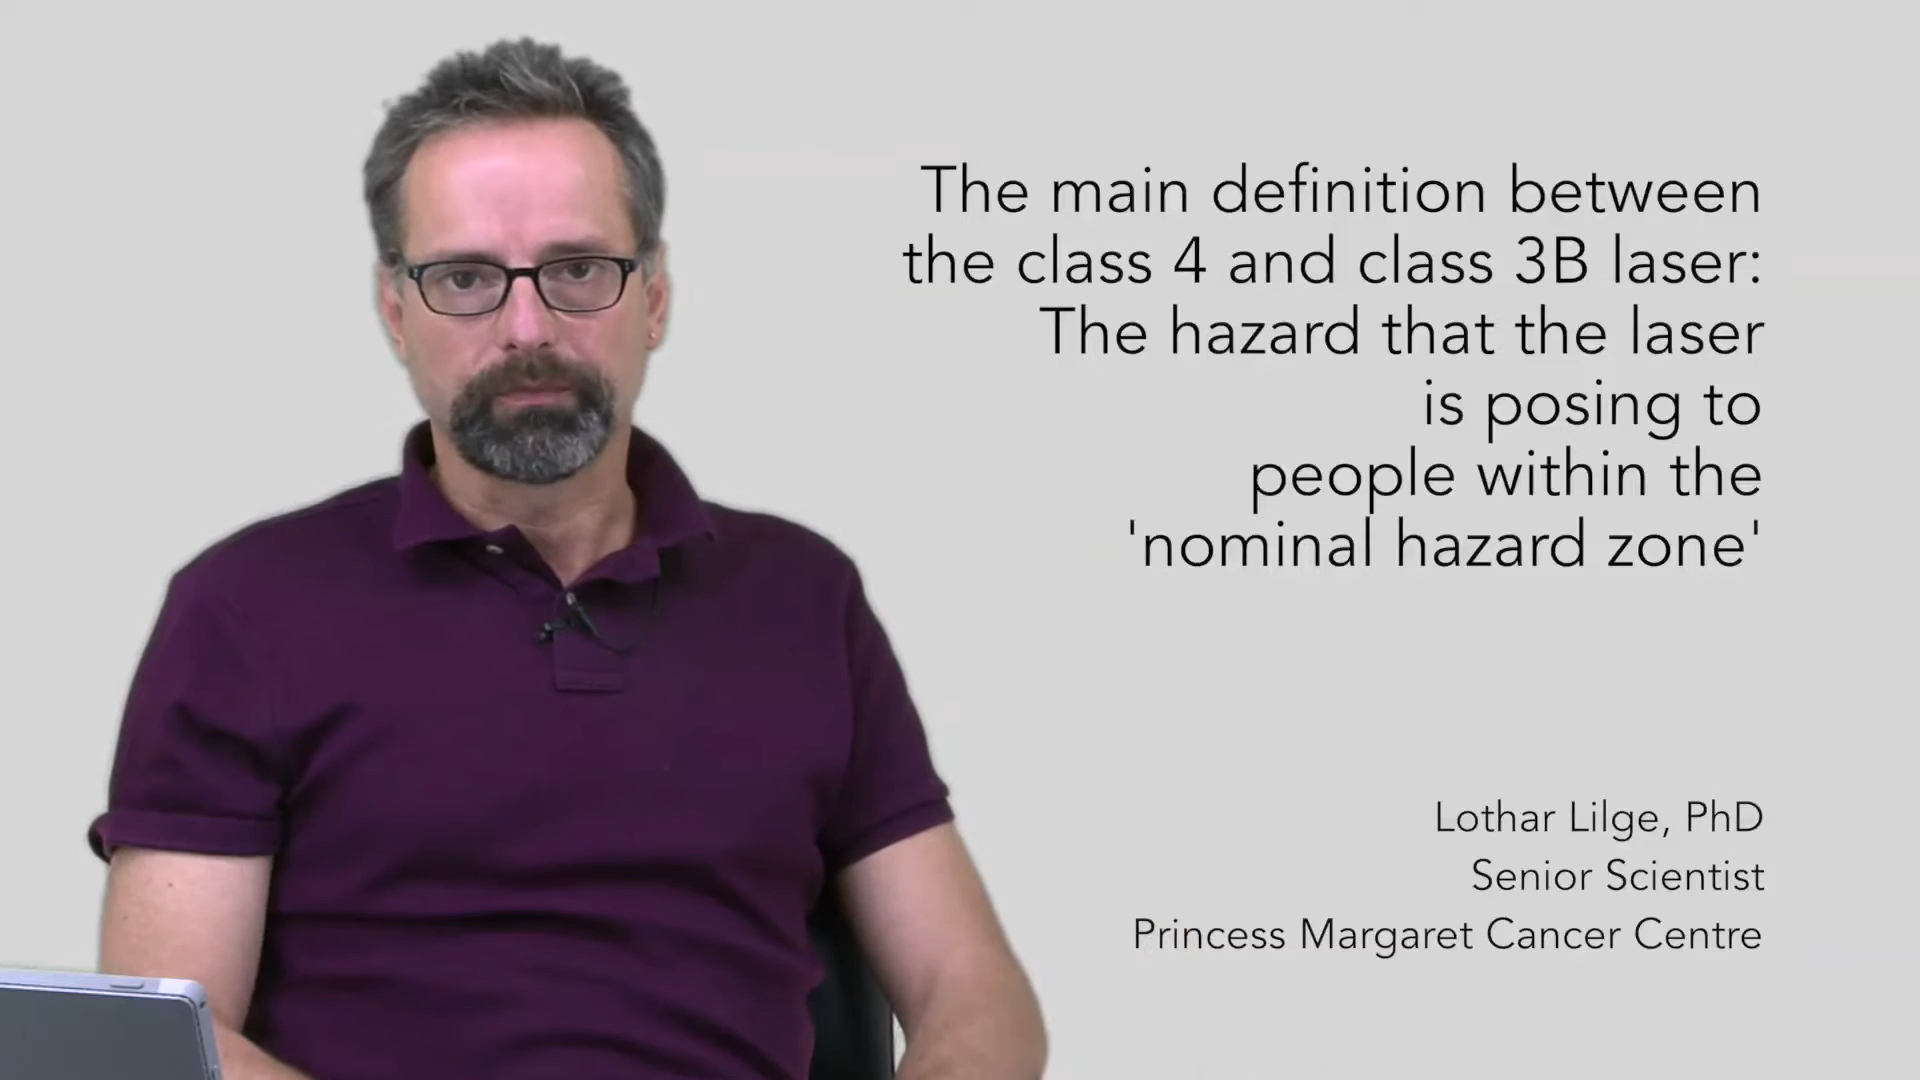 The main definition between
the class 4 and class 3B laser:
The hazard that the laser
is posing to
people within the
'nominal hazard zone'
Lothar Lilge, PhD
Senior Scientist
Princess Margaret Cancer Centre